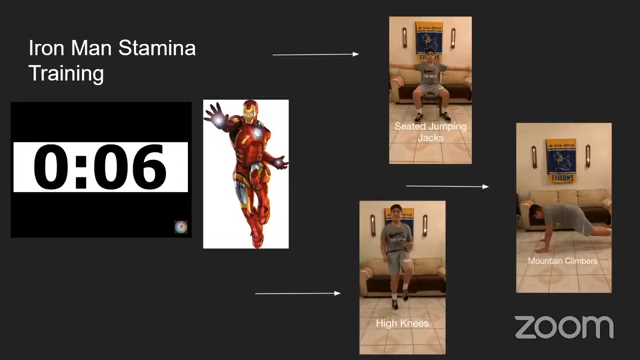 Iron Man Stamina
Training
0:06
Seated Jumping
Jacks
Mountain Climbers
High Knees
zoom